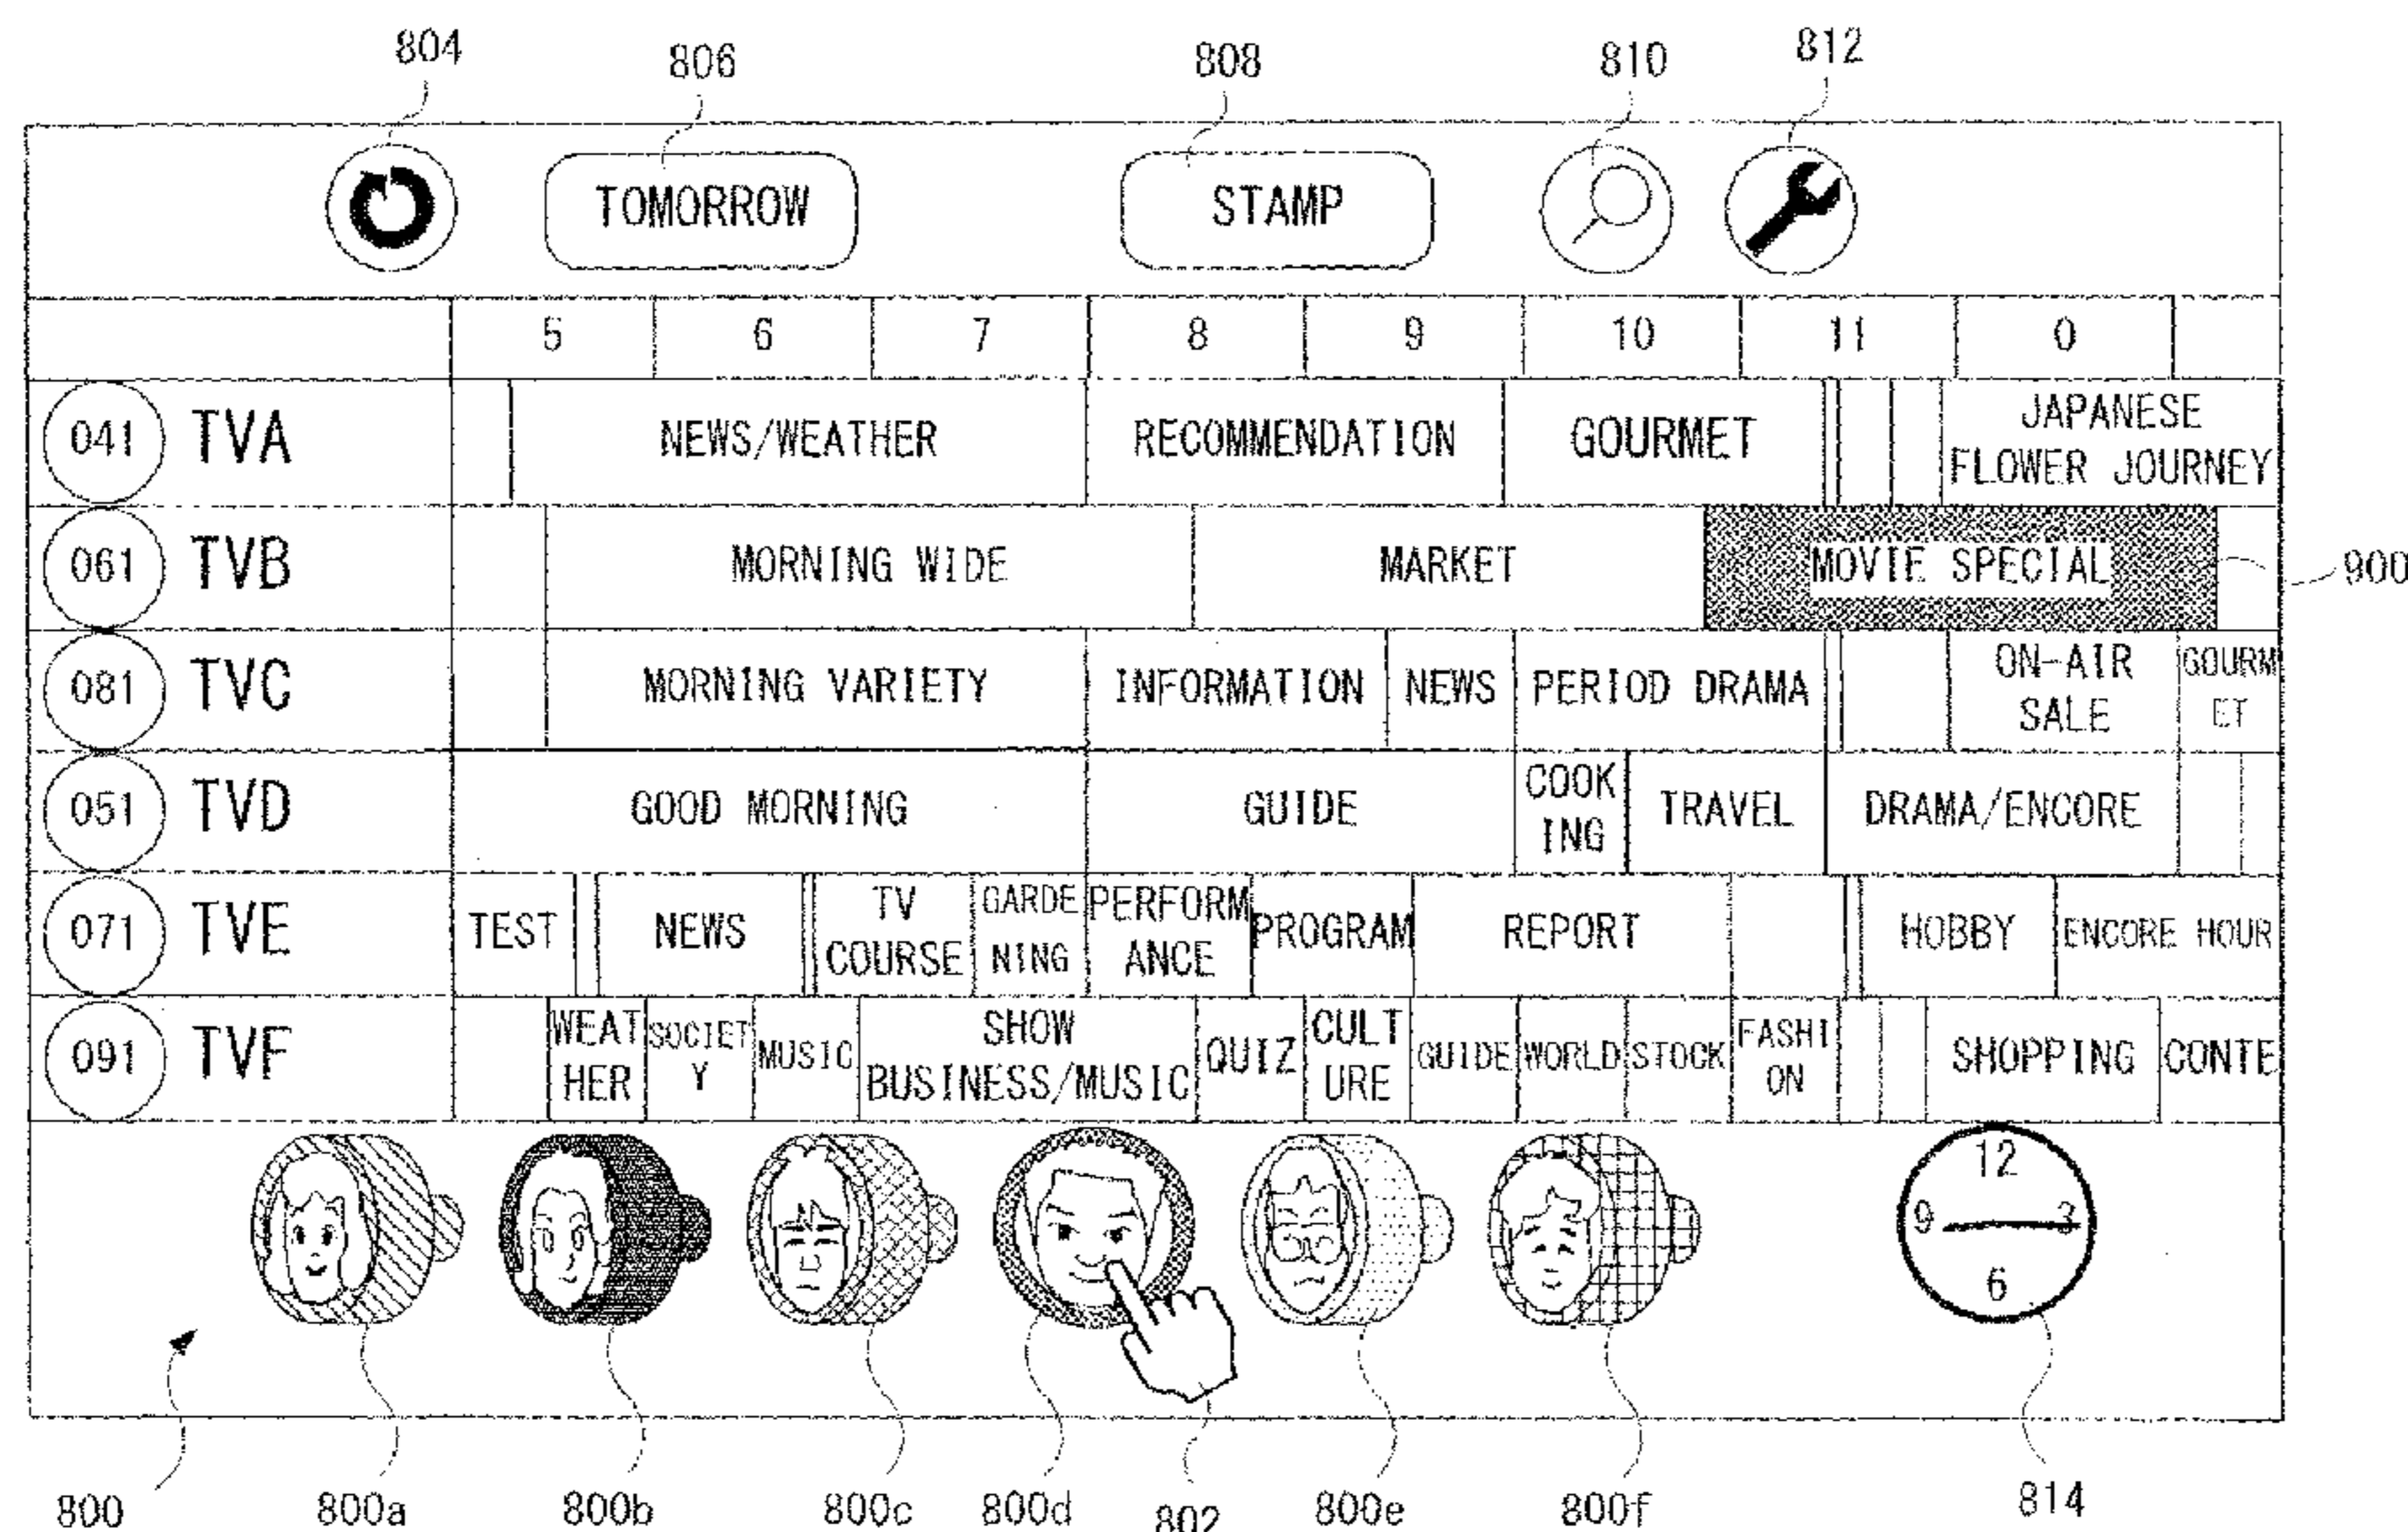 804 806 808 810 812
TOMORROW STAMP
5 6 7 8 9 10 11 0
041 TVA NEWS/WEATHER RECOMMENDATION GOURMET JAPANESE
FLOWER JOURNEY
061 TVB MORNING WIDE MARKET MOVIE SPECIAL 900
081 TVC MORNING VARIETY INFORMATION NEWS PERIOD DRAMA ON-AIR
SALE GOURM
ET
051 TVD GOOD MORNING GUIDE COOK
ING TRAVEL DRAMA/ENCORE
071 TVE TEST NEWS TV
COURSE GARDE
NING PERFORM
ANCE PROGRAM REPORT HOBBY ENCORE HOUR
091 TVF WEAT
HER SOCIET
Y MUSIC SHOW
BUSINESS/MUSIC QUIZ CULT
URE GUIDE WORLD STOCK FASHI
ON SHOPPING CONTE
12
9 3
6
800 800a 800b 800c 800d 802 800e 800f 814